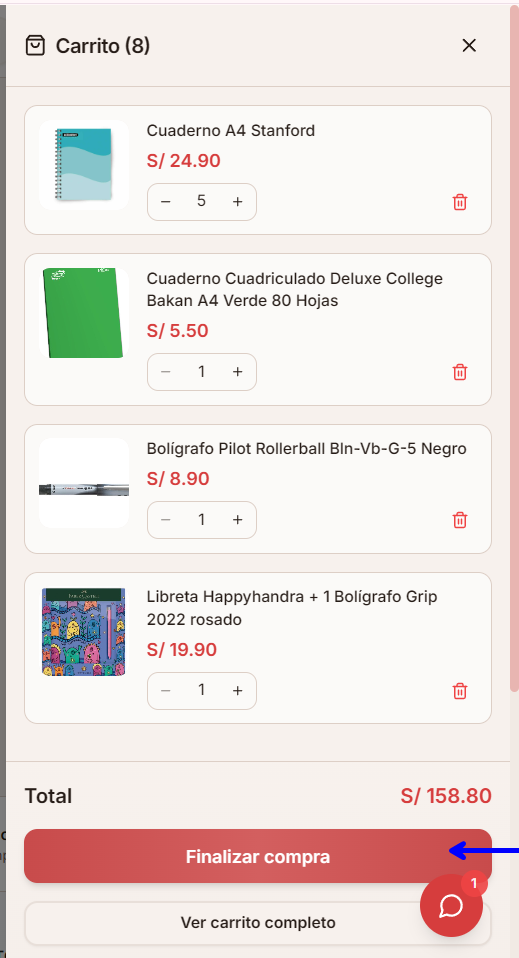 Carrito (8)
Cuaderno A4 Stanford
S/ 24.90
− 5 +
Cuaderno Cuadriculado Deluxe College
Bakan A4 Verde 80 Hojas
S/ 5.50
− 1 +
Bolígrafo Pilot Rollerball Bln-Vb-G-5 Negro
S/ 8.90
− 1 +
Libreta Happyhandra + 1 Bolígrafo Grip
2022 rosado
S/ 19.90
− 1 +
Total S/ 158.80
Finalizar compra
1
Ver carrito completo